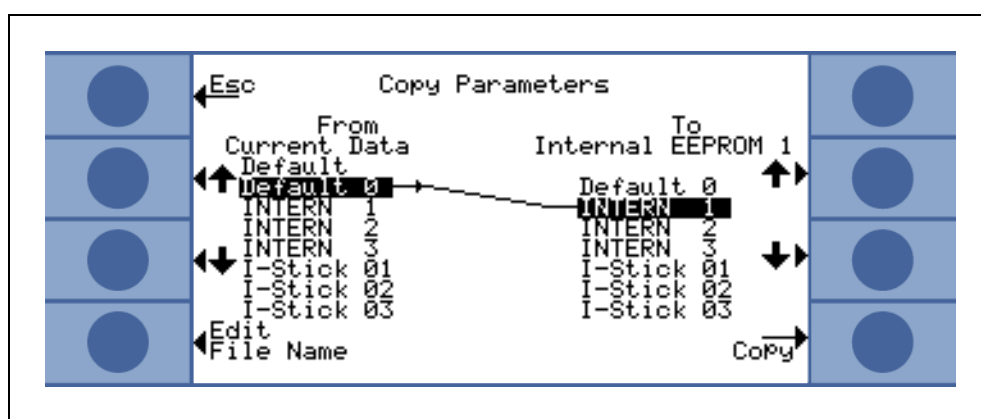 Esc Copy Parameters
From To
Current Data Internal EEPROM 1
Default
Default 0 Default 0
INTERN 1 INTERN 1
INTERN 2 INTERN 2
INTERN 3 INTERN 3
I-Stick 01 I-Stick 01
I-Stick 02 I-Stick 02
I-Stick 03 I-Stick 03
Edit
File Name Copy